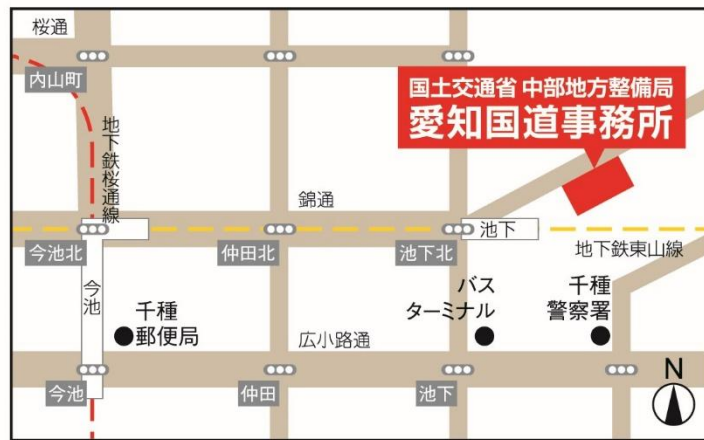 桜通
内山町
国土交通省 中部地方整備局
愛知国道事務所
地下鉄桜通線
錦通
今池北
仲田北
池下北
池下
地下鉄東山線
今池
千種
郵便局
バス
ターミナル
千種
警察署
広小路通
今池
仲田
池下
N